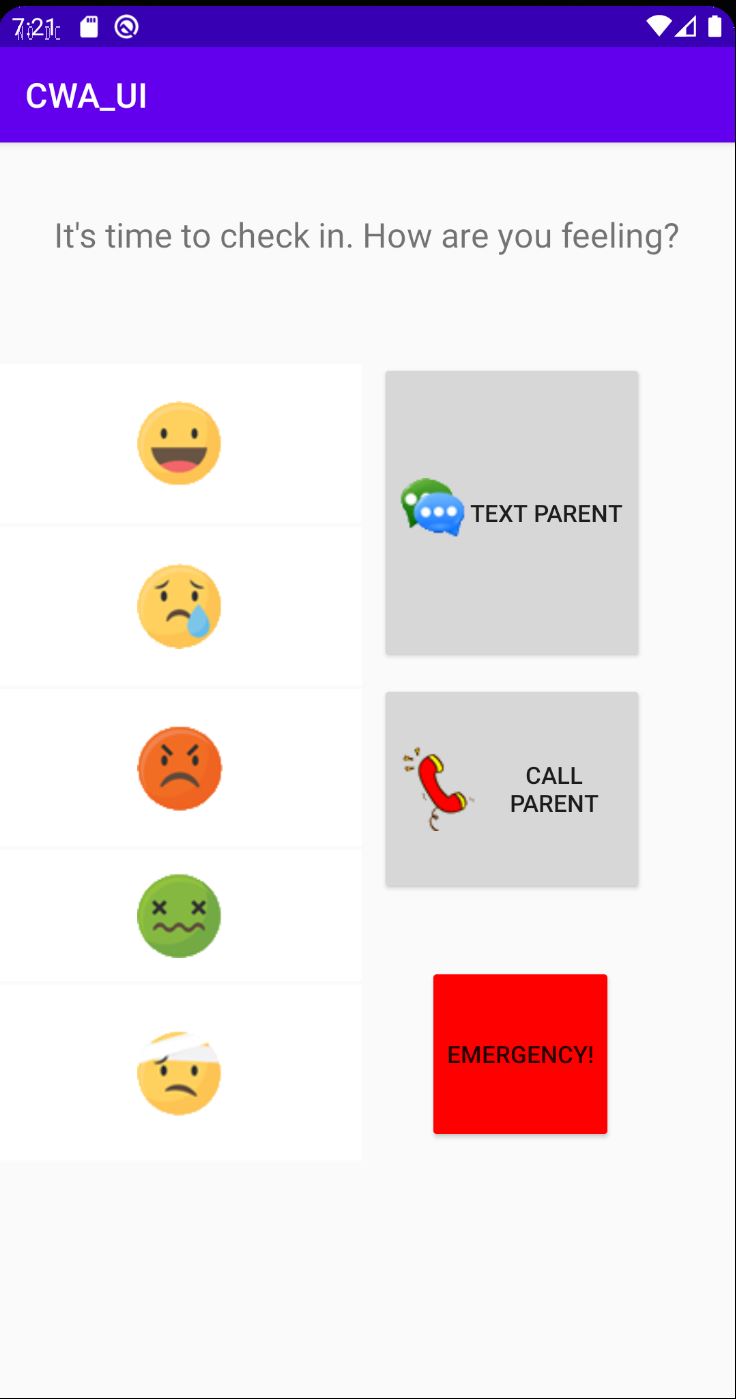 7:21
CWA_UI
It's time to check in. How are you feeling?
TEXT PARENT
CALL
PARENT
EMERGENCY!